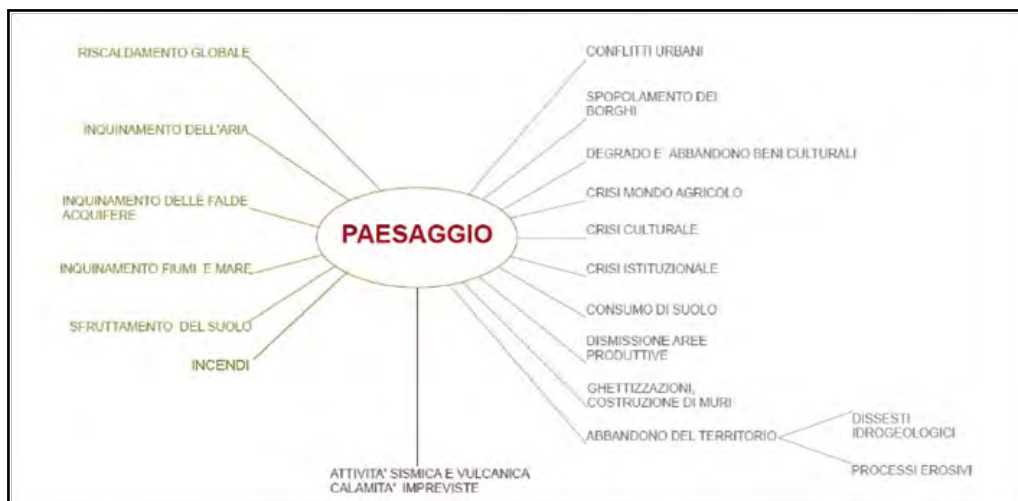 RISCALDAMENTO GLOBALE
INQUINAMENTO DELL'ARIA
INQUINAMENTO DELLE FALDE
ACQUIFERE
INQUINAMENTO FIUMI E MARE
SFRUTTAMENTO DEL SUOLO
INCENDI
PAESAGGIO
CONFLITTI URBANI
SPOPOLAMENTO DEI
BORGHI
DEGRADO E ABBANDONO BENI CULTURALI
CRISI MONDO AGRICOLO
CRISI CULTURALE
CRISI ISTITUZIONALE
CONSUMO DI SUOLO
DISMISSIONE AREE
PRODUTTIVE
GHETTIZZAZIONI,
COSTRUZIONE DI MURI
ABBANDONO DEL TERRITORIO
DISSESTI
IDROGEOLOGICI
PROCESSI EROSIVI
ATTIVITA' SISMICA E VULCANICA
CALAMITA' IMPREVISTE